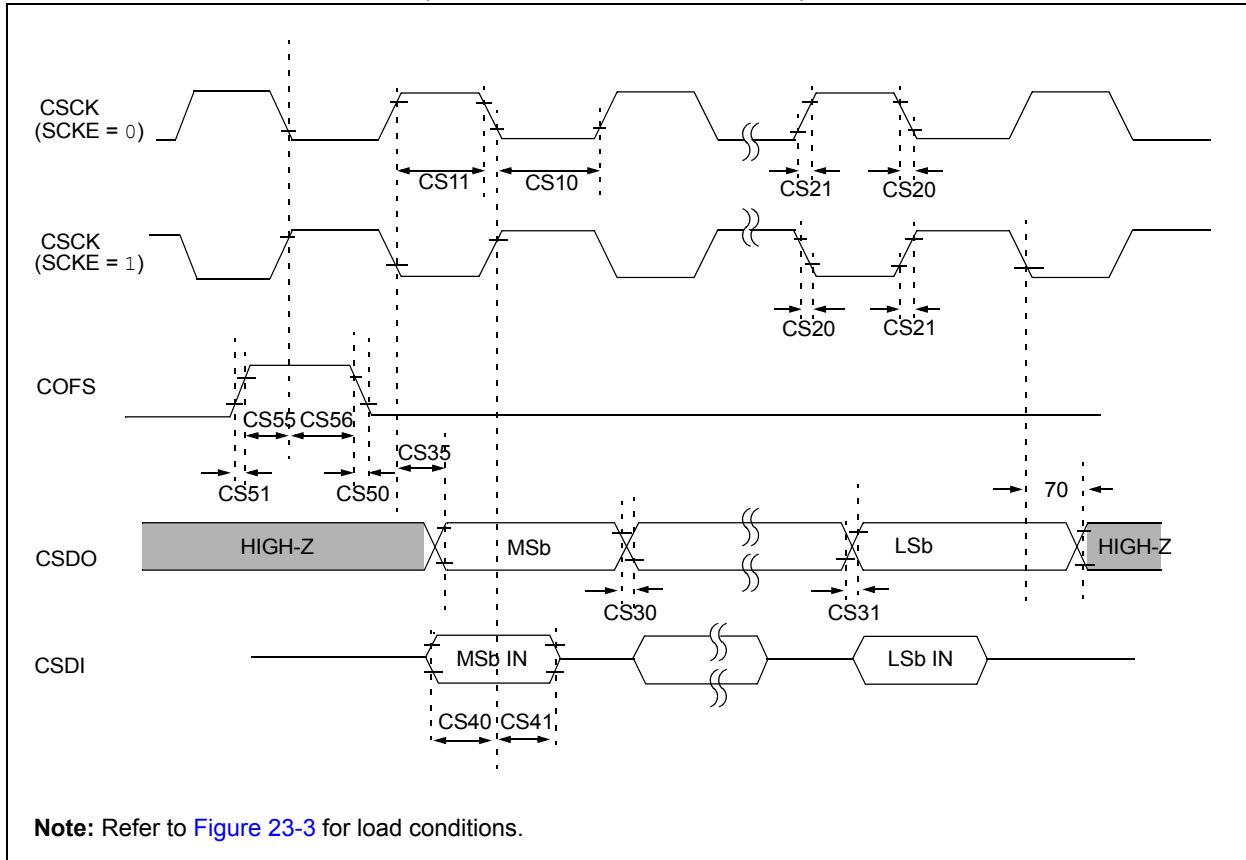 CSCK
(SCKE = 0)
CS11
CS10
CS21
CS20
CSCK
(SCKE = 1)
CS20
CS21
COFS
CS55
CS56
CS35
CS51
CS50
70
CSDO
HIGH-Z
MSb
LSb
HIGH-Z
CS30
CS31
CSDI
MSb IN
LSb IN
CS40
CS41
Note: Refer to Figure 23-3 for load conditions.